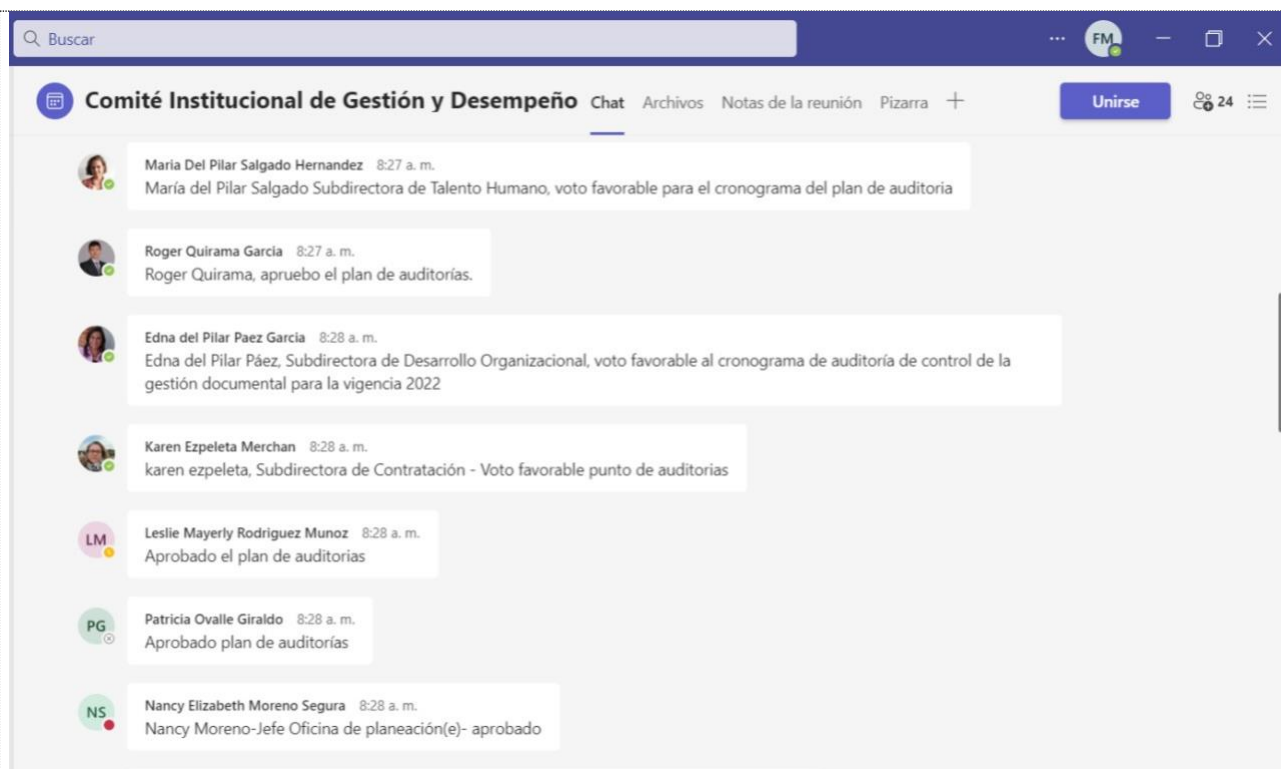 Buscar
...
FM
Comité Institucional de Gestión y Desempeño Chat Archivos Notas de la reunión Pizarra
Unirse
24
Maria Del Pilar Salgado Hernandez 8:27 a. m.
María del Pilar Salgado Subdirectora de Talento Humano, voto favorable para el cronograma del plan de auditoria
Roger Quirama Garcia 8:27 a. m.
Roger Quirama, apruebo el plan de auditorías.
Edna del Pilar Paez Garcia 8:28 a. m.
Edna del Pilar Páez, Subdirectora de Desarrollo Organizacional, voto favorable al cronograma de auditoría de control de la
gestión documental para la vigencia 2022
Karen Ezpeleta Merchan 8:28 a. m.
karen ezpeleta, Subdirectora de Contratación - Voto favorable punto de auditorias
LM
Leslie Mayerly Rodriguez Munoz 8:28 a. m.
Aprobado el plan de auditorias
PG
Patricia Ovalle Giraldo 8:28 a. m.
Aprobado plan de auditorías
NS
Nancy Elizabeth Moreno Segura 8:28 a. m.
Nancy Moreno-Jefe Oficina de planeación(e)- aprobado